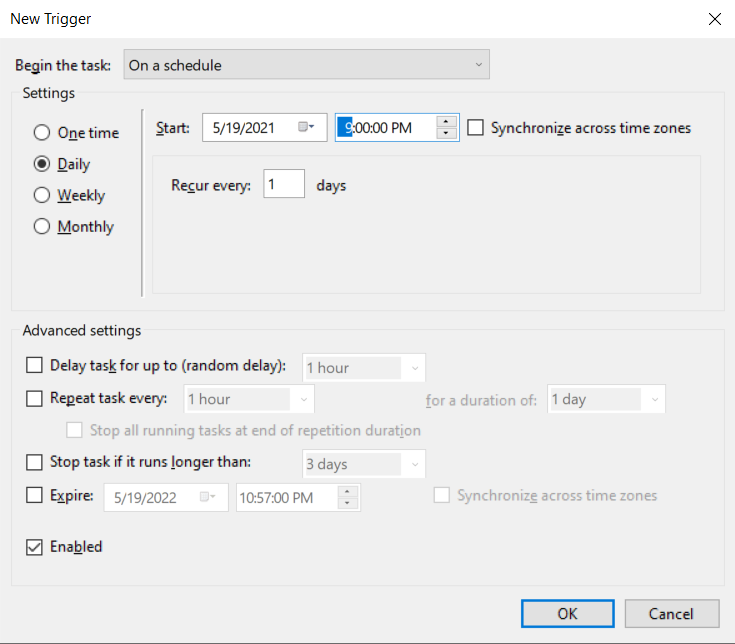 New Trigger
Begin the task: On a schedule
Settings
One time
Daily
Weekly
Monthly
Start: 5/19/2021 9:00:00 PM Synchronize across time zones
Recur every: 1 days
Advanced settings
Delay task for up to (random delay): 1 hour
Repeat task every: 1 hour for a duration of: 1 day
Stop all running tasks at end of repetition duration
Stop task if it runs longer than: 3 days
Expire: 5/19/2022 10:57:00 PM Synchronize across time zones
Enabled
OK Cancel